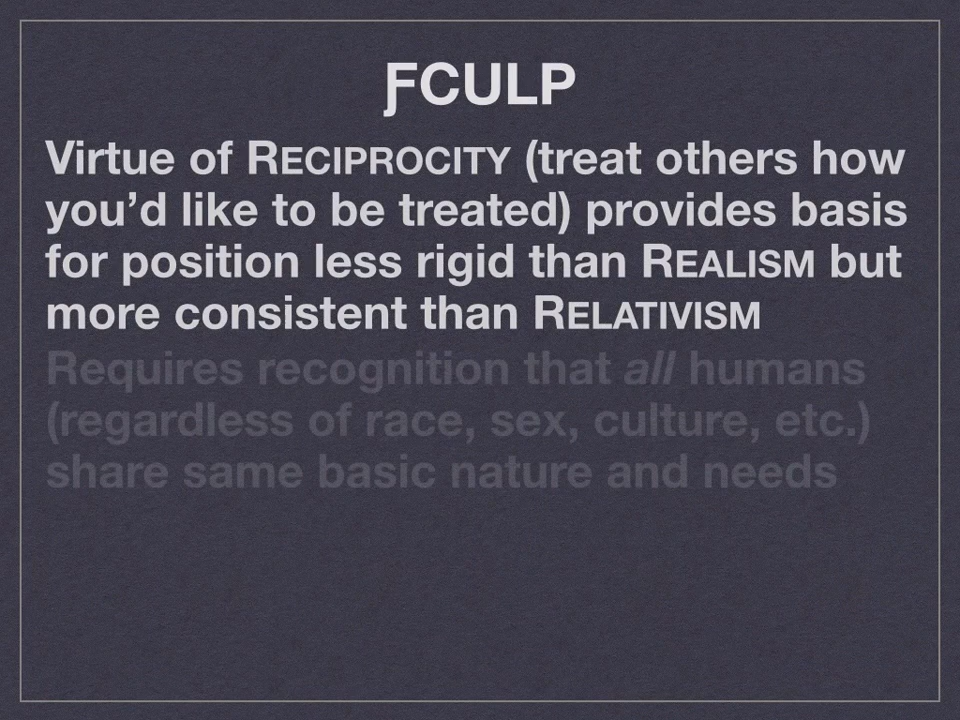 ƑCULP
Virtue of RECIPROCITY (treat others how
you’d like to be treated) provides basis
for position less rigid than REALISM but
more consistent than RELATIVISM
Requires recognition that all humans
(regardless of race, sex, culture, etc.)
share same basic nature and needs